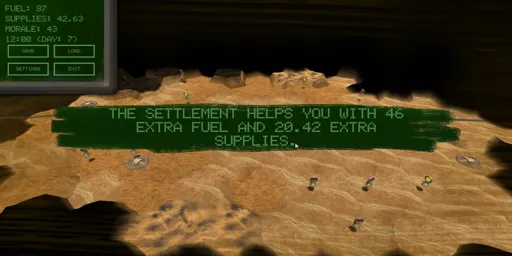 FUEL: 87
SUPPLIES: 42.63
MORALE: 43
12:00 (DAY: 7)
SAVE LOAD
SETTINGS EXIT
THE SETTLEMENT HELPS YOU WITH 46
EXTRA FUEL AND 20.42 EXTRA
SUPPLIES.